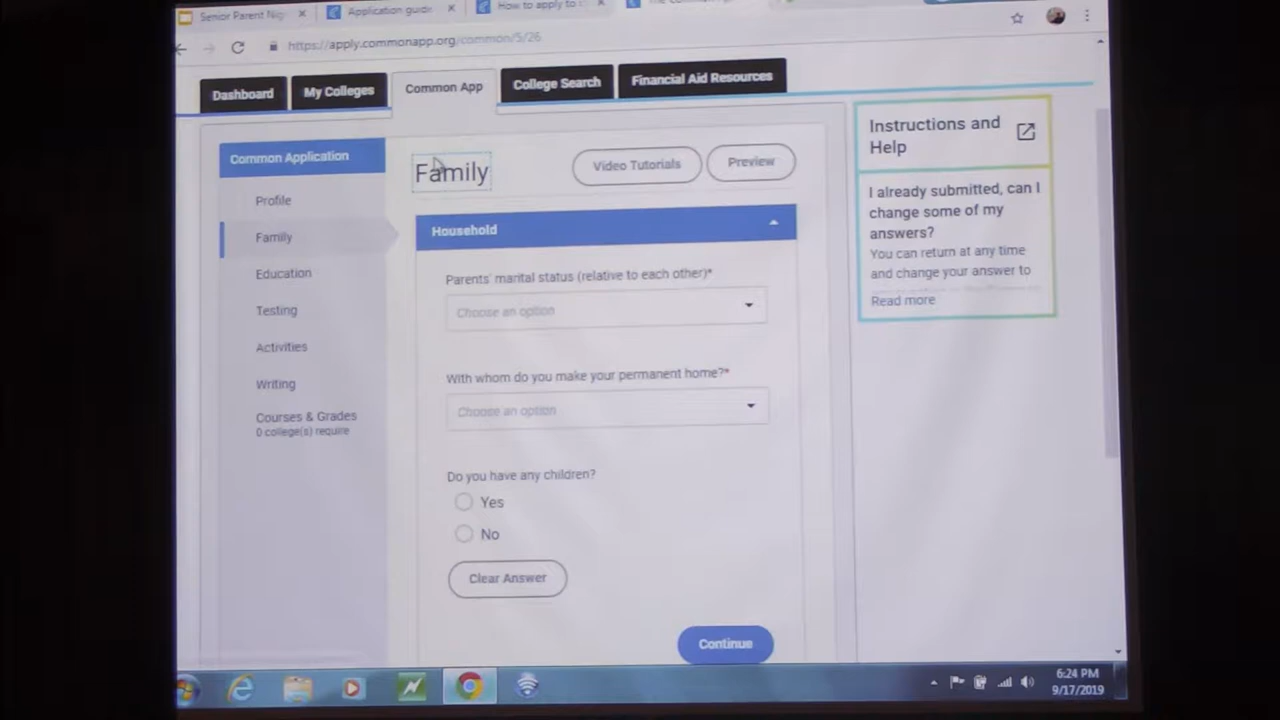 Senior Parent Nig
Application guide
How to apply to
https://apply.commonapp.org/common/5/26
Dashboard
My Colleges
Common App
College Search
Financial Aid Resources
Common Application
Profile
Family
Education
Testing
Activities
Writing
Courses & Grades
0 college(s) require
Family
Video Tutorials
Preview
Household
Parents' marital status (relative to each other)*
Choose an option
With whom do you make your permanent home?*
Choose an option
Do you have any children?
Yes
No
Clear Answer
Continue
Instructions and
Help
I already submitted, can I
change some of my
answers?
You can return at any time
and change your answer to
Read more
6:24 PM
9/17/2019